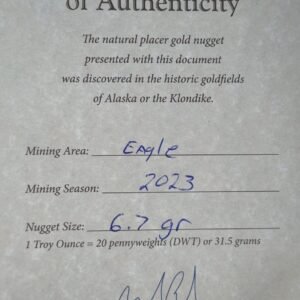 of Authenticity
The natural placer gold nugget
presented with this document
was discovered in the historic goldfields
of Alaska or the Klondike.
Mining Area: Eagle
Mining Season: 2023
Nugget Size: 6.7 gr
1 Troy Ounce = 20 pennyweights (DWT) or 31.5 grams